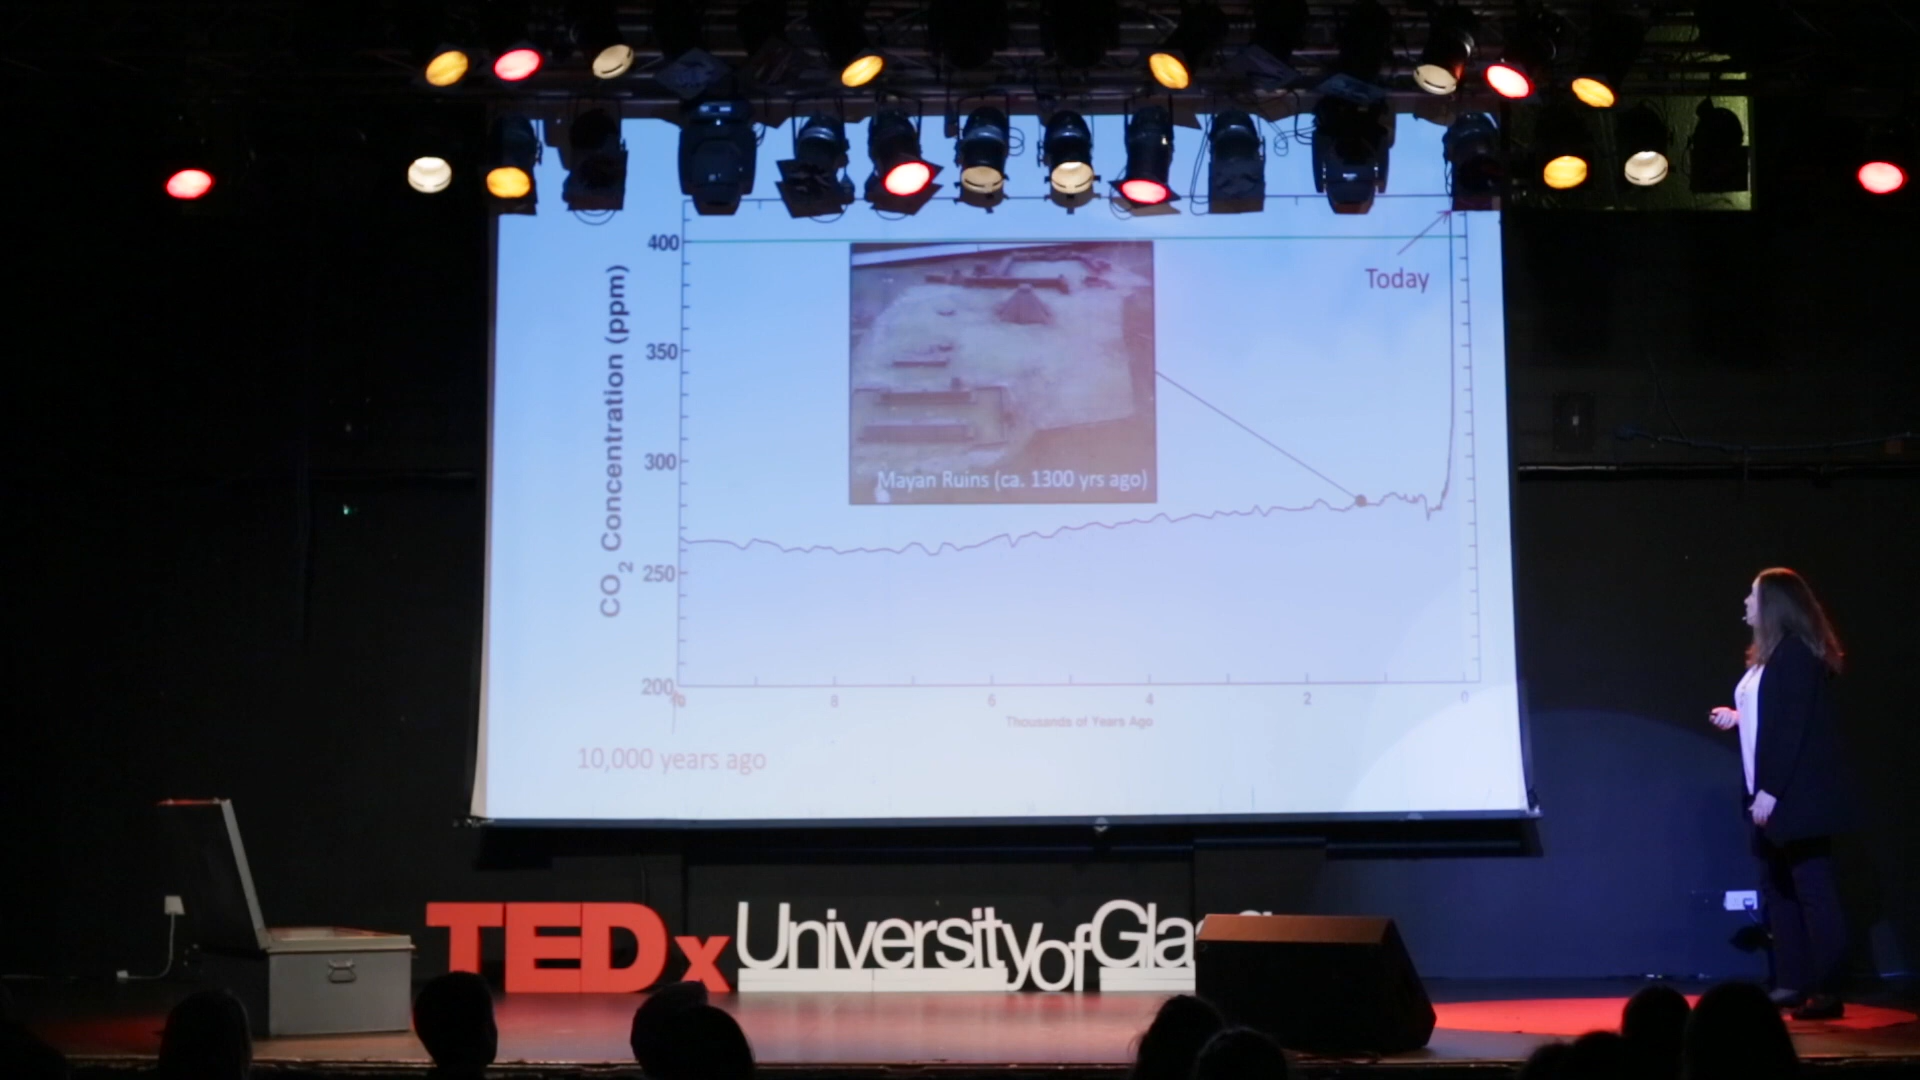 400
350
300
250
200
CO2 Concentration (ppm)
Today
Mayan Ruins (ca. 1300 yrs ago)
8
6
4
2
0
Thousands of Years Ago
10,000 years ago
TEDx UniversityofGla